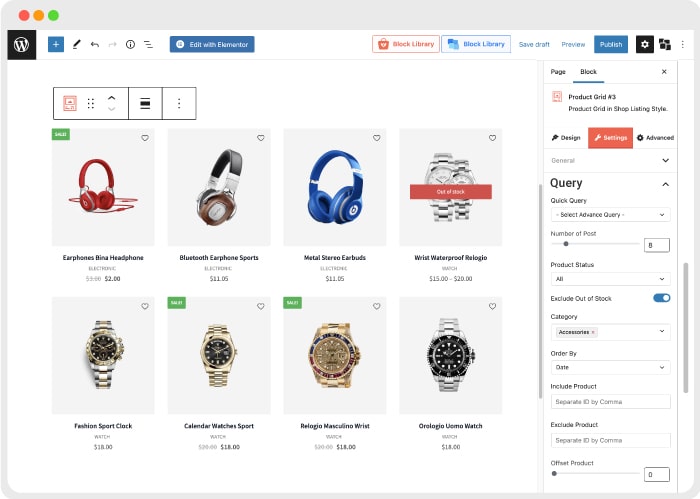 Edit with Elementor
Block Library
Block Library
Save draft
Preview
Publish
Page
Block
Product Grid #3
Product Grid in Shop Listing Style.
Design
Settings
Advanced
General
Query
Quick Query
- Select Advance Query -
Number of Post
8
Product Status
All
Exclude Out of Stock
Category
Accessories ×
Order By
Date
Include Product
Separate ID by Comma
Exclude Product
Separate ID by Comma
Offset Product
0
SALE!
Out of stock
Earphones Bina Headphone
ELECTRONIC
$3.00 $2.00
Bluetooth Earphone Sports
ELECTRONIC
$11.05
Metal Stereo Earbuds
ELECTRONIC
$11.05
Wrist Waterproof Relogio
WATCH
$15.00 - $20.00
SALE!
SALE!
Fashion Sport Clock
WATCH
$18.00
Calendar Watches Sport
WATCH
$20.00 $18.00
Relogio Masculino Wrist
WATCH
$20.00 $18.00
Orologio Uomo Watch
WATCH
$18.00